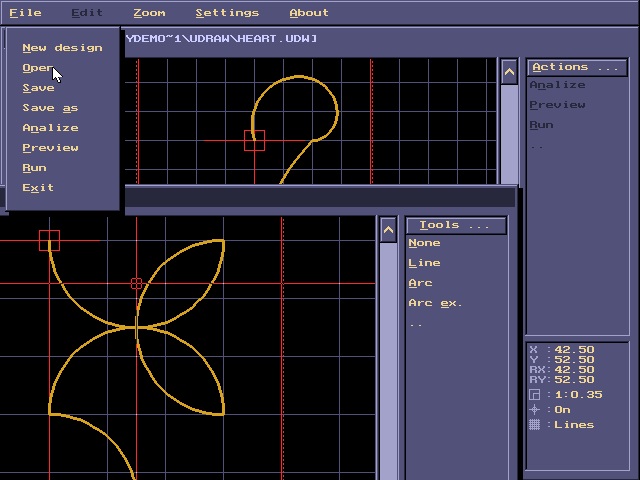 File Edit Zoom Settings About
YDEMO~1\UDRAW\HEART.UDW]
New design
Open
Save
Save as
Analize
Preview
Run
Exit
Actions ...
Analize
Preview
Run
..
Tools ...
None
Line
Arc
Arc ex.
..
X :42.50
Y :52.50
RX:42.50
RY:52.50
:1:0.35
:On
:Lines